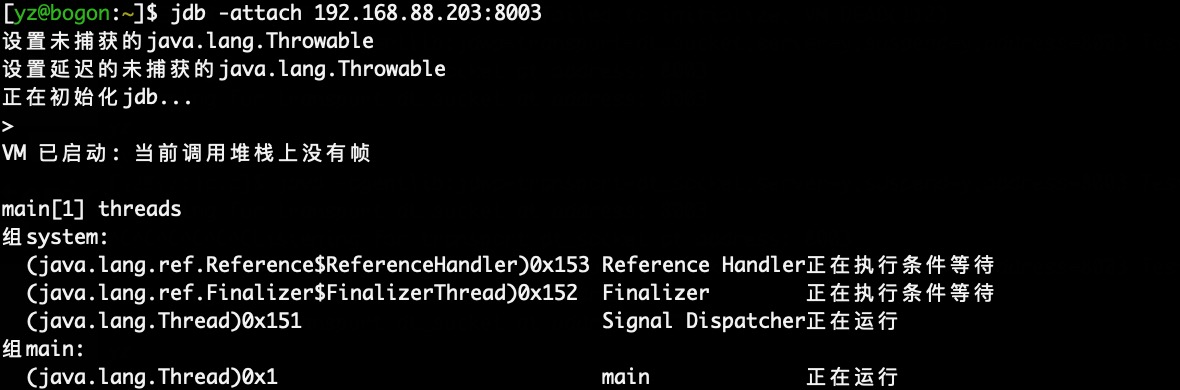 [yz@bogon:~]$ jdb -attach 192.168.88.203:8003
设置未捕获的java.lang.Throwable
设置延迟的未捕获的java.lang.Throwable
正在初始化jdb...
>
VM 已启动: 当前调用堆栈上没有帧
main[1] threads
组system:
(java.lang.ref.Reference$ReferenceHandler)0x153 Reference Handler正在执行条件等待
(java.lang.ref.Finalizer$FinalizerThread)0x152 Finalizer 正在执行条件等待
(java.lang.Thread)0x151 Signal Dispatcher正在运行
组main:
(java.lang.Thread)0x1 main 正在运行